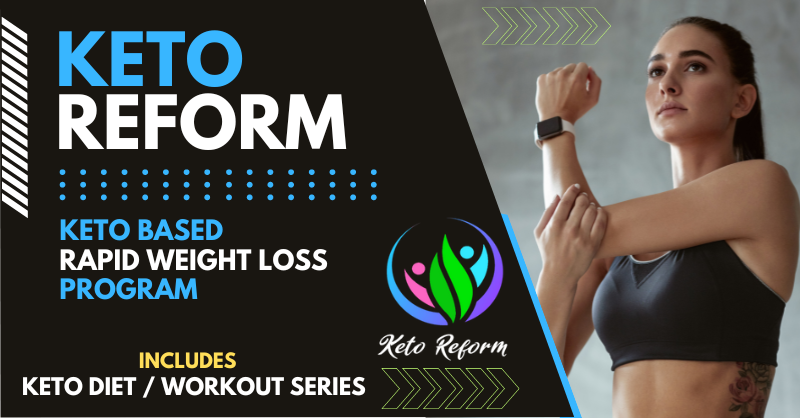 KETO
REFORM
KETO BASED
RAPID WEIGHT LOSS
PROGRAM
Keto Reform
INCLUDES
KETO DIET / WORKOUT SERIES